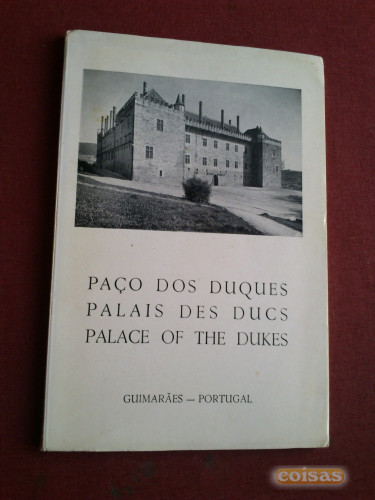 PAÇO DOS DUQUES
PALAIS DES DUCS
PALACE OF THE DUKES
GUIMARÃES — PORTUGAL
coisas